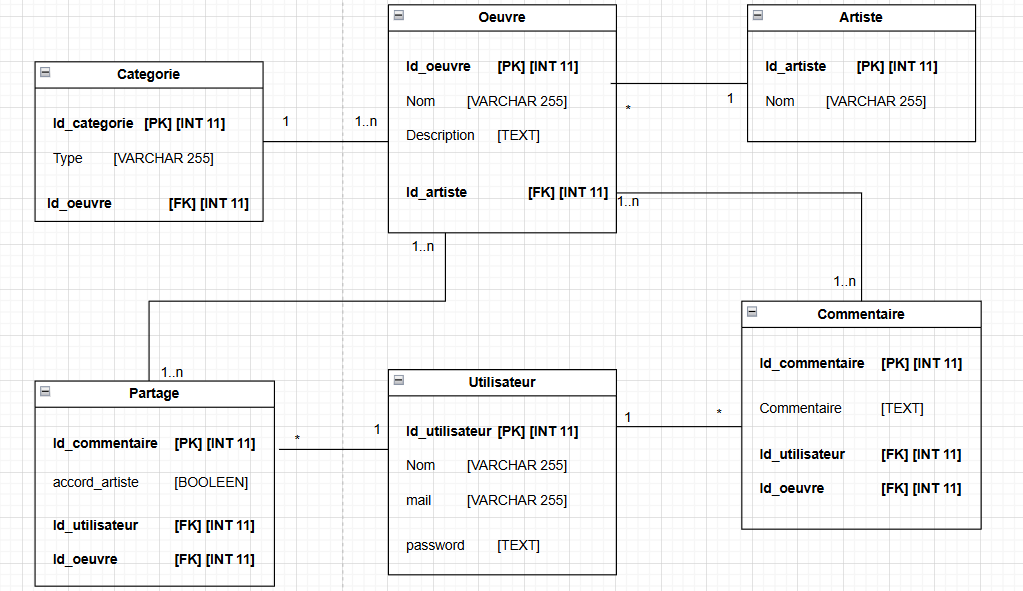 Categorie
Id_categorie [PK] [INT 11]
Type [VARCHAR 255]
Id_oeuvre [FK] [INT 11]
1
1..n
Oeuvre
Id_oeuvre [PK] [INT 11]
Nom [VARCHAR 255]
Description [TEXT]
Id_artiste [FK] [INT 11]
*
1
Artiste
Id_artiste [PK] [INT 11]
Nom [VARCHAR 255]
1..n
1..n
1..n
1..n
Partage
Id_commentaire [PK] [INT 11]
accord_artiste [BOOLEEN]
Id_utilisateur [FK] [INT 11]
Id_oeuvre [FK] [INT 11]
*
1
Utilisateur
Id_utilisateur [PK] [INT 11]
Nom [VARCHAR 255]
mail [VARCHAR 255]
password [TEXT]
1
*
Commentaire
Id_commentaire [PK] [INT 11]
Commentaire [TEXT]
Id_utilisateur [FK] [INT 11]
Id_oeuvre [FK] [INT 11]